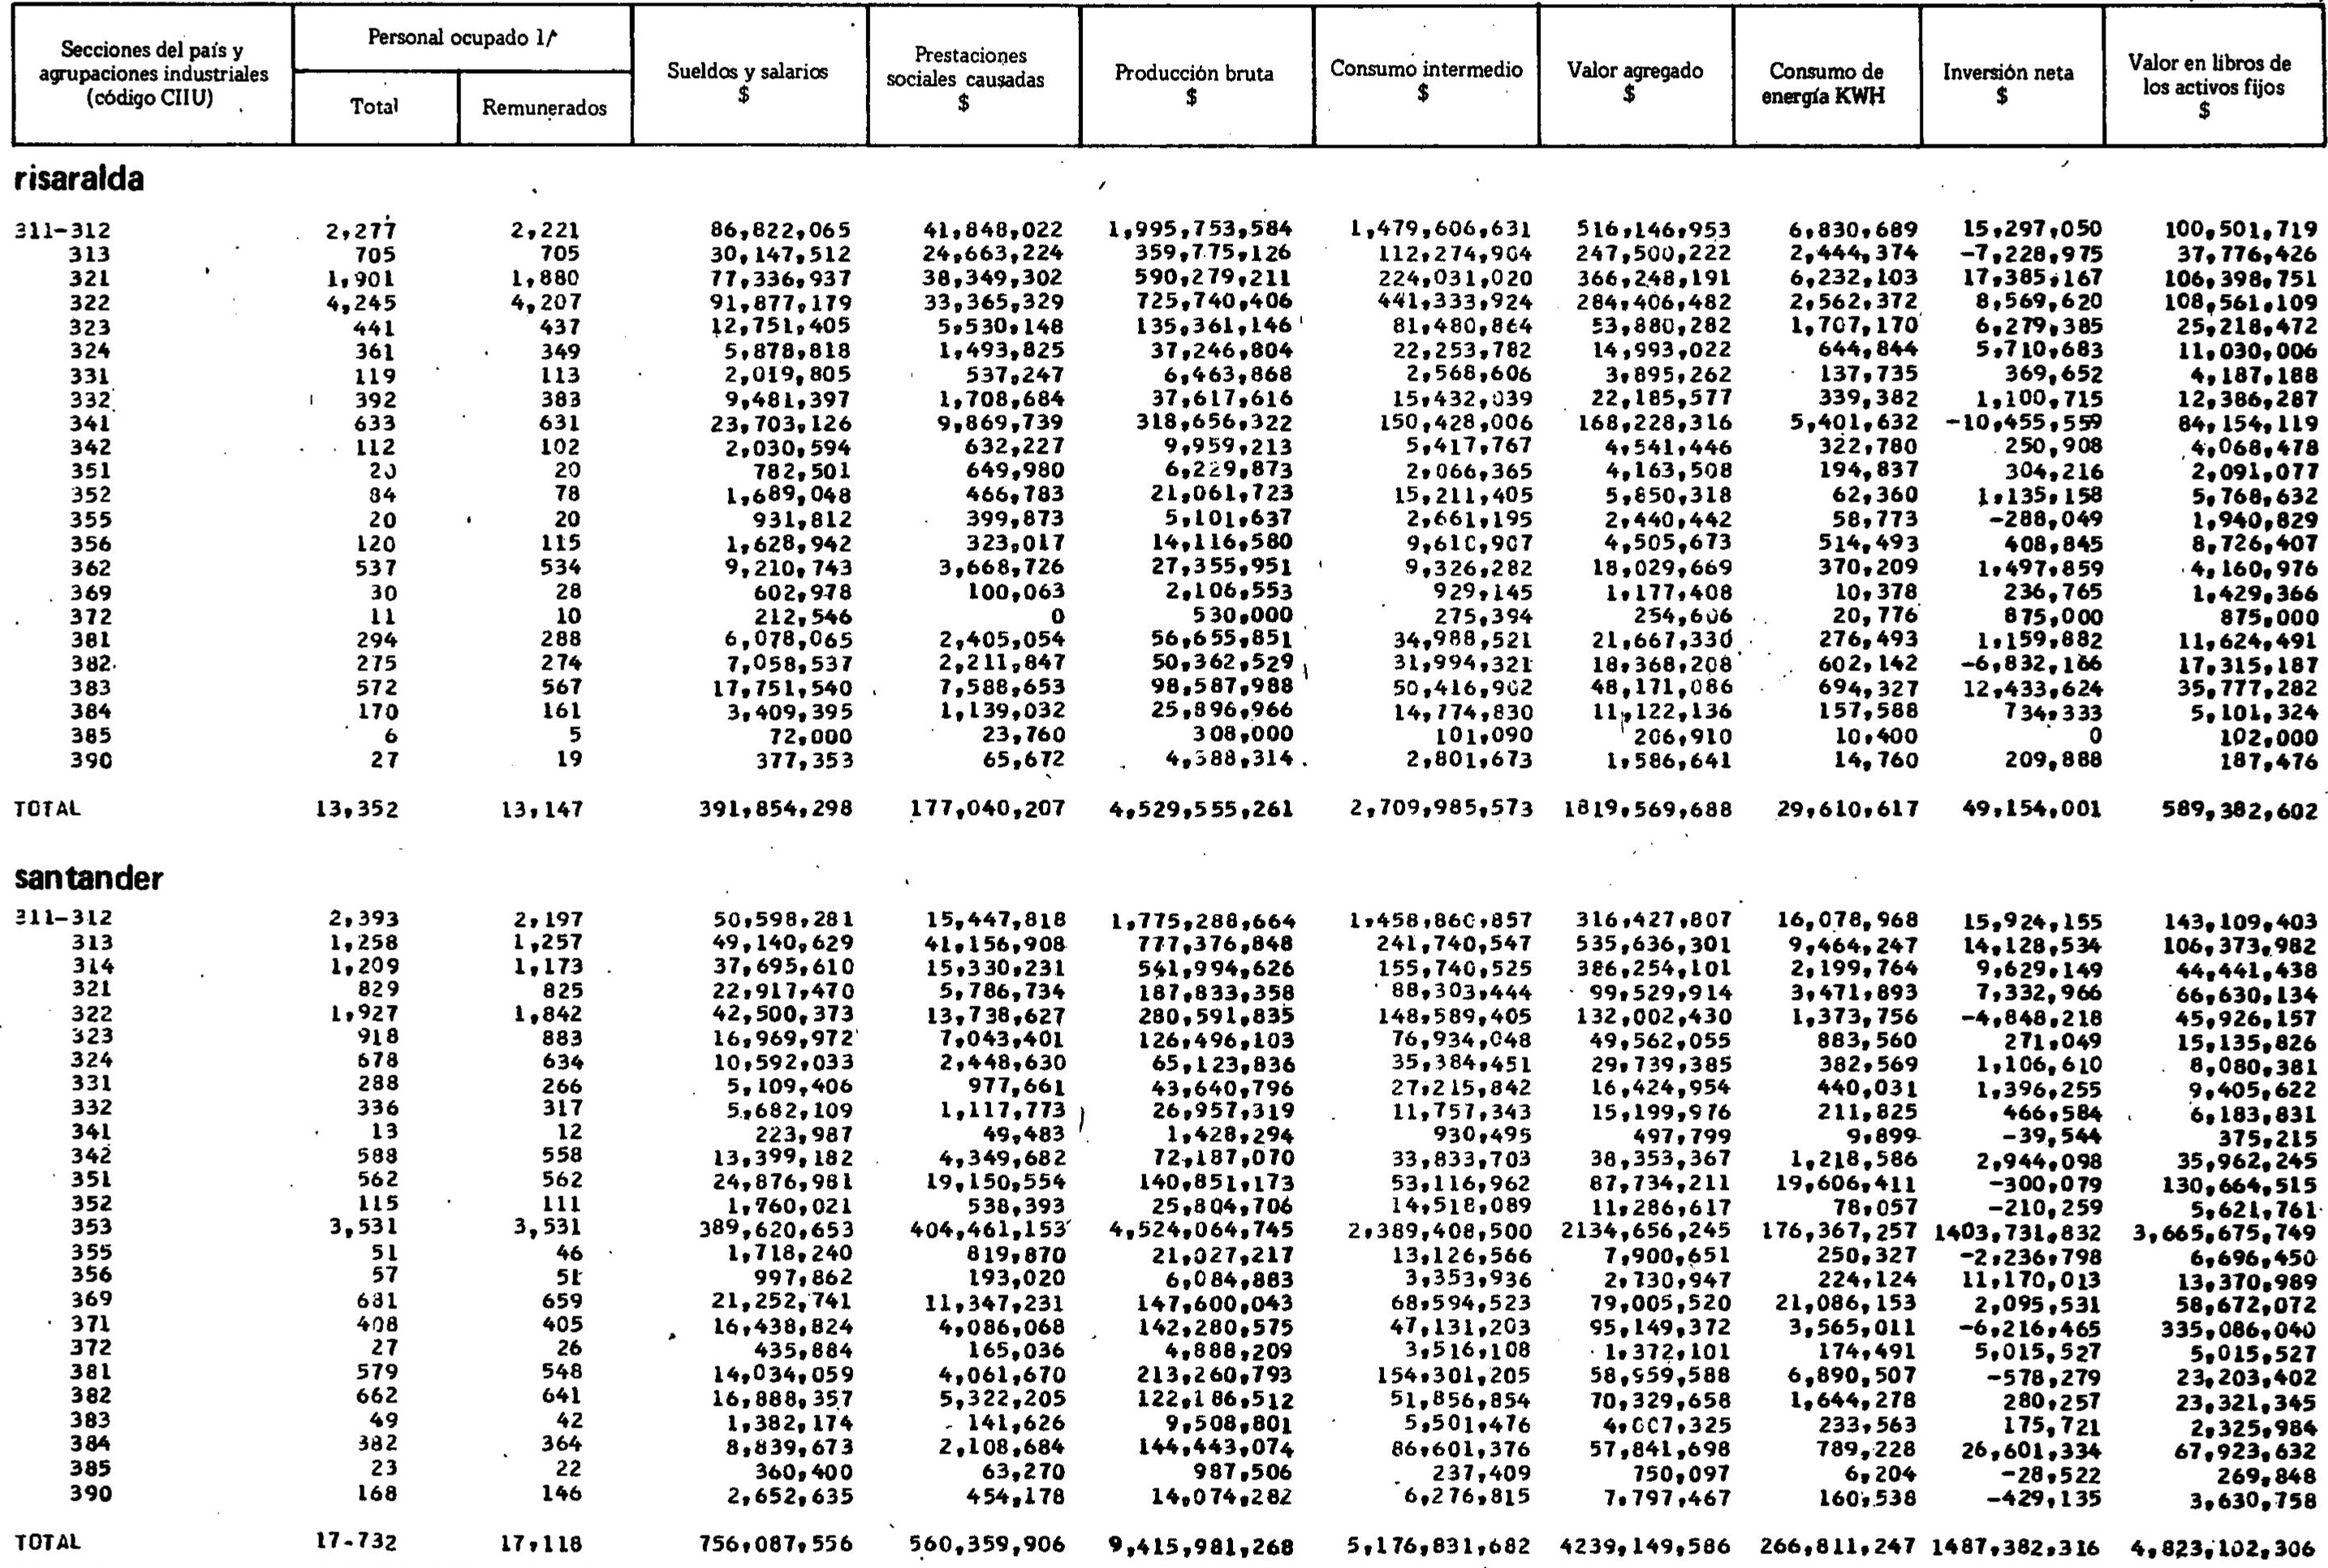 Secciones del país y agrupaciones industriales (código CIIU) Personal ocupado 1/ Total Remunerados Sueldos y salarios $ Prestaciones sociales causadas $ Producción bruta $ Consumo intermedio $ Valor agregado $ Consumo de energía KWH Inversión neta $ Valor en libros de los activos fijos $
risaralda
311-312 2,277 2,221 86,822,065 41,848,022 1,995,753,584 1,479,606,631 516,146,953 6,830,689 15,297,050 100,501,719
313 705 705 30,147,512 24,663,224 359,775,126 112,274,904 247,500,222 2,444,374 -7,228,975 37,776,426
321 1,901 1,880 77,336,937 38,349,302 590,279,211 224,031,020 366,248,191 6,232,103 17,385,167 106,398,751
322 4,245 4,207 91,877,179 33,365,329 725,740,406 441,333,924 284,406,482 2,562,372 8,569,620 108,561,109
323 441 437 12,751,405 5,530,148 135,361,146 81,480,864 53,880,282 1,707,170 6,279,385 25,218,472
324 361 349 5,878,818 1,493,825 37,246,804 22,253,782 14,993,022 644,844 5,710,683 11,030,006
331 119 113 2,019,805 537,247 6,463,868 2,568,606 3,895,262 137,735 369,652 4,187,188
332 392 383 9,481,397 1,708,684 37,617,616 15,432,039 22,185,577 339,382 1,100,715 12,386,287
341 633 631 23,703,126 9,869,739 318,656,322 150,428,006 168,228,316 5,401,632 -10,455,559 84,154,119
342 112 102 2,030,594 632,227 9,959,213 5,417,767 4,541,446 322,780 250,908 4,068,478
351 20 20 782,501 649,980 6,229,873 2,066,365 4,163,508 194,837 304,216 2,091,077
352 84 78 1,689,048 466,783 21,061,723 15,211,405 5,850,318 62,360 1,135,158 5,768,632
355 20 20 931,812 399,873 5,101,637 2,661,195 2,440,442 58,773 -288,049 1,940,829
356 120 115 1,628,942 323,017 14,116,580 9,610,907 4,505,673 514,493 408,845 8,726,407
362 537 534 9,210,743 3,668,726 27,355,951 9,326,282 18,029,669 370,209 1,497,859 4,160,976
369 30 28 602,978 100,063 2,106,553 929,145 1,177,408 10,378 236,765 1,429,366
372 11 10 212,546 0 530,000 275,394 254,606 20,776 875,000 875,000
381 294 288 6,078,065 2,405,054 56,655,851 34,988,521 21,667,330 276,493 1,159,882 11,624,491
382 275 274 7,058,537 2,211,847 50,362,529 31,994,321 18,368,208 602,142 -6,832,166 17,315,187
383 572 567 17,751,540 7,588,653 98,587,988 50,416,902 48,171,086 694,327 12,433,624 35,777,282
384 170 161 3,409,395 1,139,032 25,896,966 14,774,830 11,122,136 157,588 734,333 5,101,324
385 6 5 72,000 23,760 308,000 101,090 206,910 10,400 0 102,000
390 27 19 377,353 65,672 4,388,314 2,801,673 1,586,641 14,760 209,888 187,476
TOTAL 13,352 13,147 391,854,298 177,040,207 4,529,555,261 2,709,985,573 1819,569,688 29,610,617 49,154,001 589,382,602
santander
311-312 2,393 2,197 50,598,281 15,447,818 1,775,288,664 1,458,860,857 316,427,807 16,078,968 15,924,155 143,109,403
313 1,258 1,257 49,140,629 41,156,908 777,376,848 241,740,547 535,636,301 9,464,247 14,128,534 106,373,982
314 1,209 1,173 37,695,610 15,330,231 541,994,626 155,740,525 386,254,101 2,199,764 9,629,149 44,441,438
321 829 825 22,917,470 5,786,734 187,833,358 88,303,444 99,529,914 3,471,893 7,332,966 66,630,134
322 1,927 1,842 42,500,373 13,738,627 280,591,835 148,589,405 132,002,430 1,373,756 -4,848,218 45,926,157
323 918 883 16,969,972 7,043,401 126,496,103 76,934,048 49,562,055 883,560 271,049 15,135,826
324 678 634 10,592,033 2,448,630 65,123,836 35,384,451 29,739,385 382,569 1,106,610 8,080,381
331 288 266 5,109,406 977,661 43,640,796 27,215,842 16,424,954 440,031 1,396,255 9,405,622
332 336 317 5,682,109 1,117,773 26,957,319 11,757,343 15,199,976 211,825 466,584 6,183,831
341 13 12 223,987 49,483 1,428,294 930,495 497,799 9,899 -39,544 375,215
342 588 558 13,399,182 4,349,682 72,187,070 33,833,703 38,353,367 1,218,586 2,944,098 35,962,245
351 562 562 24,876,981 19,150,554 140,851,173 53,116,962 87,734,211 19,606,411 -300,079 130,664,515
352 115 111 1,760,021 538,393 25,804,706 14,518,089 11,286,617 78,057 -210,259 5,621,761
353 3,531 3,531 389,620,653 404,461,153 4,524,064,745 2,389,408,500 2134,656,245 176,367,257 1403,731,832 3,665,675,749
355 51 46 1,718,240 819,870 21,027,217 13,126,566 7,900,651 250,327 -2,236,798 6,696,450
356 57 51 997,862 193,020 6,084,883 3,353,936 2,730,947 224,124 11,170,013 13,370,989
369 681 659 21,252,741 11,347,231 147,600,043 68,594,523 79,005,520 21,086,153 2,095,531 58,672,072
371 408 405 16,438,824 4,086,068 142,280,575 47,131,203 95,149,372 3,565,011 -6,216,465 335,086,040
372 27 26 435,884 165,036 4,888,209 3,516,108 1,372,101 174,491 5,015,527 5,015,527
381 579 548 14,034,059 4,061,670 213,260,793 154,301,205 58,959,588 6,890,507 -578,279 23,203,402
382 662 641 16,888,357 5,322,205 122,186,512 51,856,854 70,329,658 1,644,278 280,257 23,321,345
383 49 42 1,382,174 141,626 9,508,801 5,501,476 4,007,325 233,563 175,721 2,325,984
384 382 364 8,839,673 2,108,684 144,443,074 86,601,376 57,841,698 789,228 26,601,334 67,923,632
385 23 22 360,400 63,270 987,506 237,409 750,097 6,204 -28,522 269,848
390 168 146 2,652,635 454,178 14,074,282 6,276,815 7,797,467 160,538 -429,135 3,630,758
TOTAL 17-732 17,118 756,087,556 560,359,906 9,415,981,268 5,176,831,682 4239,149,586 266,811,247 1487,382,316 4,823,102,306